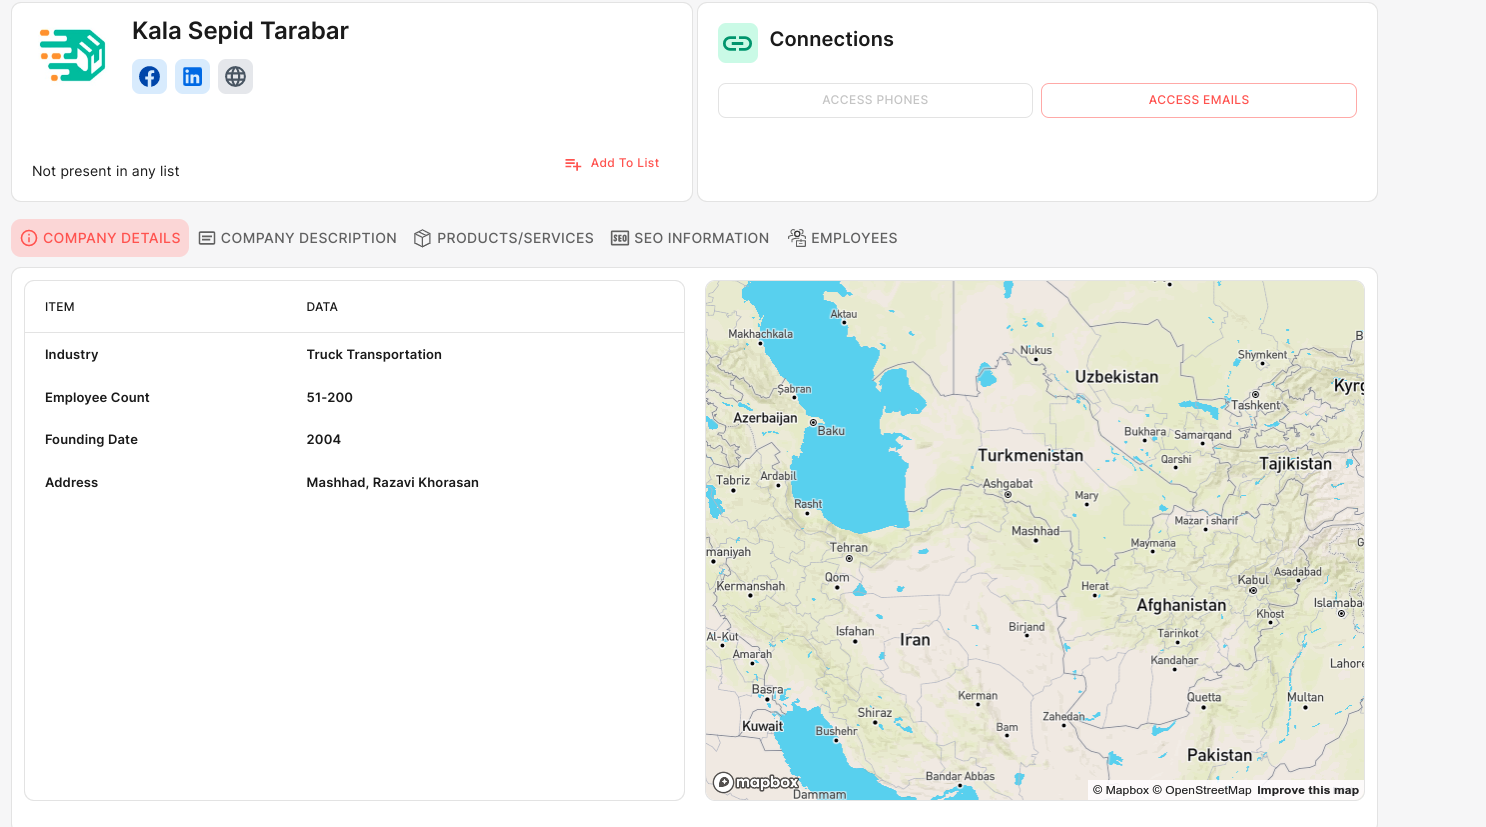 Kala Sepid Tarabar
Not present in any list
Add To List
Connections
ACCESS PHONES
ACCESS EMAILS
COMPANY DETAILS
COMPANY DESCRIPTION
PRODUCTS/SERVICES
SEO
SEO INFORMATION
EMPLOYEES
ITEM DATA
Industry Truck Transportation
Employee Count 51-200
Founding Date 2004
Address Mashhad, Razavi Khorasan
Aktau
Makhachkala
Nukus
Shymkent
Uzbekistan
Kyrg
Şabran
Tashkent
Azerbaijan
Baku
Bukhara
Samarqand
Turkmenistan
Qarshi
Tajikistan
Tabriz
Ardabil
Ashgabat
Mary
Rasht
Mazar i sharif
Mashhad
Tehran
Maymana
maniyah
Qom
Kermanshah
Herat
Kabul
Asadabad
Afghanistan
Islamaba
Khost
Al-Kut
Isfahan
Iran
Birjand
Tarinkot
Amarah
Kandahar
Lahore
Basra
Kerman
Quetta
Multan
Kuwait
Shiraz
Bushehr
Bam
Zahedan
Pakistan
Bandar Abbas
Dammam
mapbox
© Mapbox © OpenStreetMap Improve this map